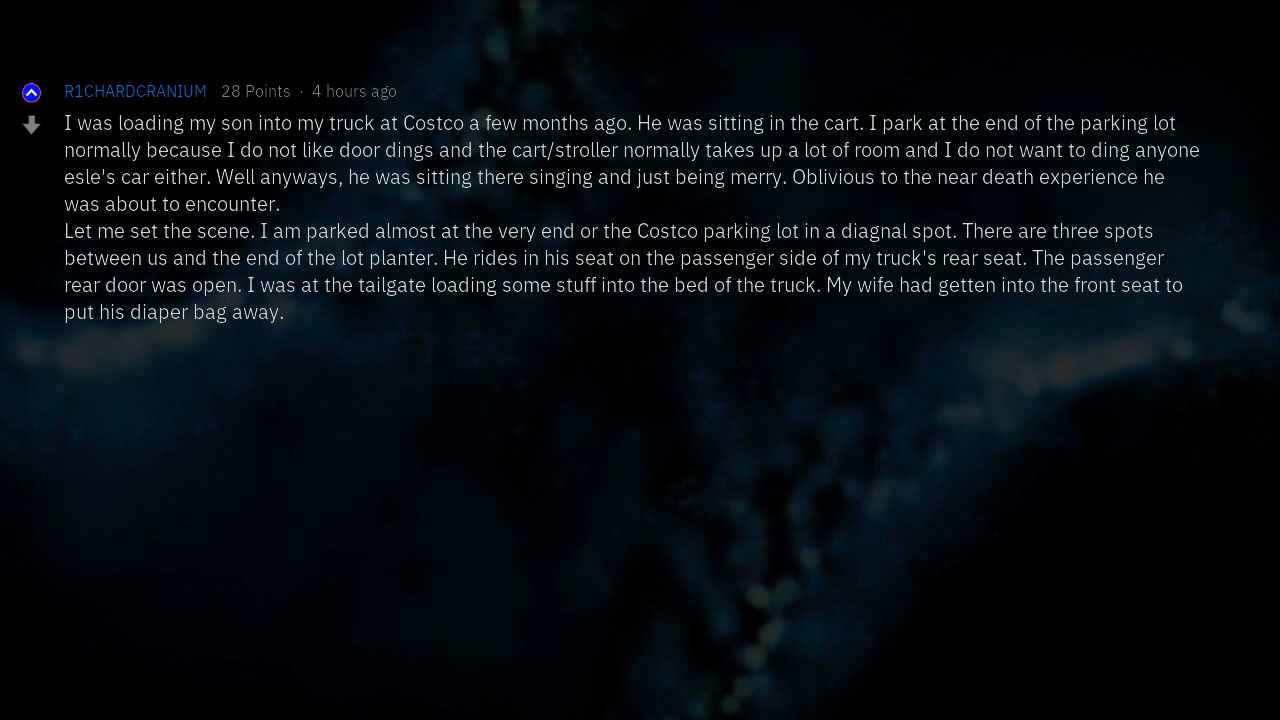 R1CHARDCRANIUM 28 Points · 4 hours ago
I was loading my son into my truck at Costco a few months ago. He was sitting in the cart. I park at the end of the parking lot
normally because I do not like door dings and the cart/stroller normally takes up a lot of room and I do not want to ding anyone
esle's car either. Well anyways, he was sitting there singing and just being merry. Oblivious to the near death experience he
was about to encounter.
Let me set the scene. I am parked almost at the very end or the Costco parking lot in a diagnal spot. There are three spots
between us and the end of the lot planter. He rides in his seat on the passenger side of my truck's rear seat. The passenger
rear door was open. I was at the tailgate loading some stuff into the bed of the truck. My wife had getten into the front seat to
put his diaper bag away.